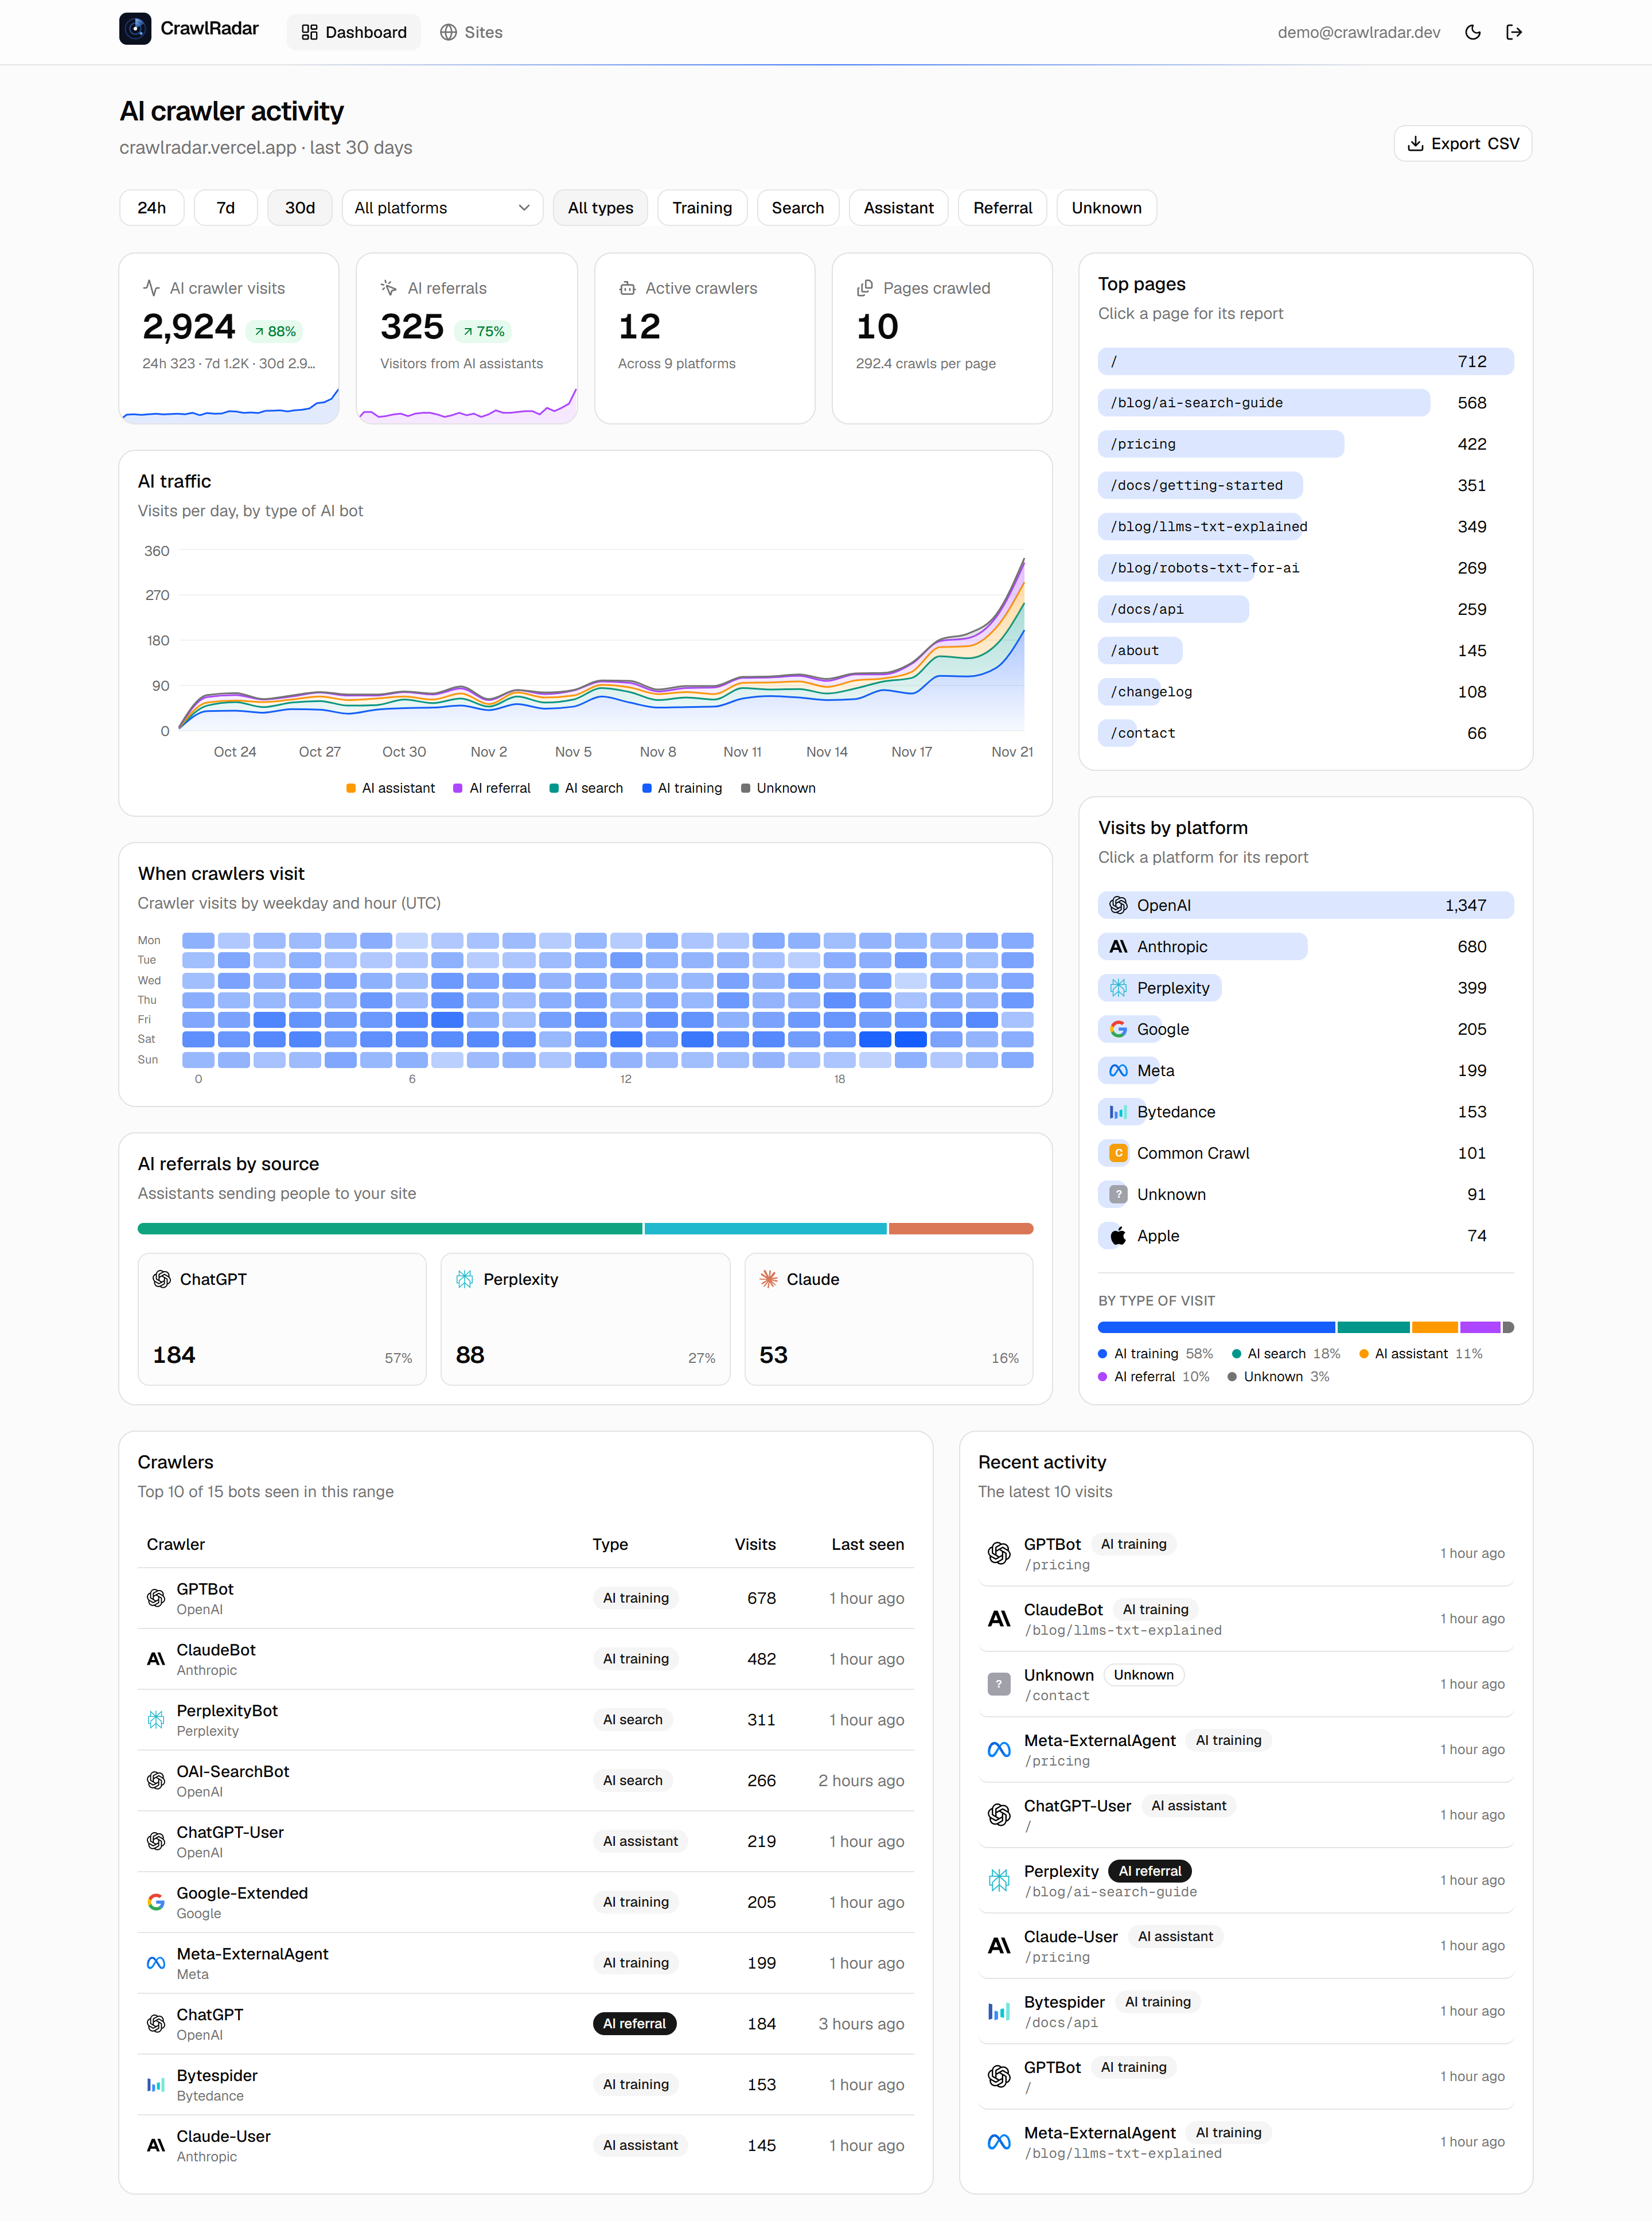 CrawlRadar
Dashboard
Sites
demo@crawlradar.dev
AI crawler activity
crawlradar.vercel.app · last 30 days
Export CSV
24h
7d
30d
All platforms
All types
Training
Search
Assistant
Referral
Unknown
AI crawler visits
2,924
88%
24h 323 · 7d 1.2K · 30d 2.9...
AI referrals
325
75%
Visitors from AI assistants
Active crawlers
12
Across 9 platforms
Pages crawled
10
292.4 crawls per page
AI traffic
Visits per day, by type of AI bot
360
270
180
90
0
Oct 24
Oct 27
Oct 30
Nov 2
Nov 5
Nov 8
Nov 11
Nov 14
Nov 17
Nov 21
AI assistant
AI referral
AI search
AI training
Unknown
When crawlers visit
Crawler visits by weekday and hour (UTC)
Mon
Tue
Wed
Thu
Fri
Sat
Sun
0
6
12
18
AI referrals by source
Assistants sending people to your site
ChatGPT
184
57%
Perplexity
88
27%
Claude
53
16%
Top pages
Click a page for its report
/ 712
/blog/ai-search-guide 568
/pricing 422
/docs/getting-started 351
/blog/llms-txt-explained 349
/blog/robots-txt-for-ai 269
/docs/api 259
/about 145
/changelog 108
/contact 66
Visits by platform
Click a platform for its report
OpenAI 1,347
Anthropic 680
Perplexity 399
Google 205
Meta 199
Bytedance 153
C Common Crawl 101
? Unknown 91
Apple 74
BY TYPE OF VISIT
AI training 58% AI search 18% AI assistant 11%
AI referral 10% Unknown 3%
Crawlers
Top 10 of 15 bots seen in this range
Crawler Type Visits Last seen
GPTBot
OpenAI
AI training 678 1 hour ago
ClaudeBot
Anthropic
AI training 482 1 hour ago
PerplexityBot
Perplexity
AI search 311 1 hour ago
OAI-SearchBot
OpenAI
AI search 266 2 hours ago
ChatGPT-User
OpenAI
AI assistant 219 1 hour ago
Google-Extended
Google
AI training 205 1 hour ago
Meta-ExternalAgent
Meta
AI training 199 1 hour ago
ChatGPT
OpenAI
AI referral 184 3 hours ago
Bytespider
Bytedance
AI training 153 1 hour ago
Claude-User
Anthropic
AI assistant 145 1 hour ago
Recent activity
The latest 10 visits
GPTBot AI training
/pricing
1 hour ago
ClaudeBot AI training
/blog/llms-txt-explained
1 hour ago
? Unknown Unknown
/contact
1 hour ago
Meta-ExternalAgent AI training
/pricing
1 hour ago
ChatGPT-User AI assistant
/
1 hour ago
Perplexity AI referral
/blog/ai-search-guide
1 hour ago
Claude-User AI assistant
/pricing
1 hour ago
Bytespider AI training
/docs/api
1 hour ago
GPTBot AI training
/
1 hour ago
Meta-ExternalAgent AI training
/blog/llms-txt-explained
1 hour ago